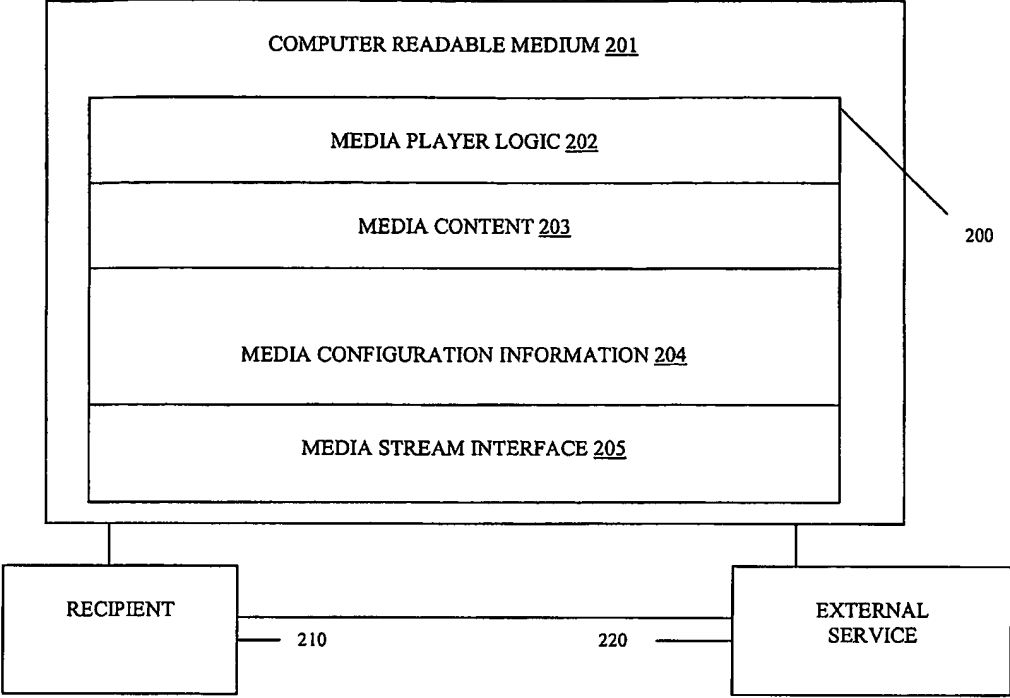 COMPUTER READABLE MEDIUM 201
MEDIA PLAYER LOGIC 202
MEDIA CONTENT 203
200
MEDIA CONFIGURATION INFORMATION 204
MEDIA STREAM INTERFACE 205
RECIPIENT
210
220
EXTERNAL
SERVICE